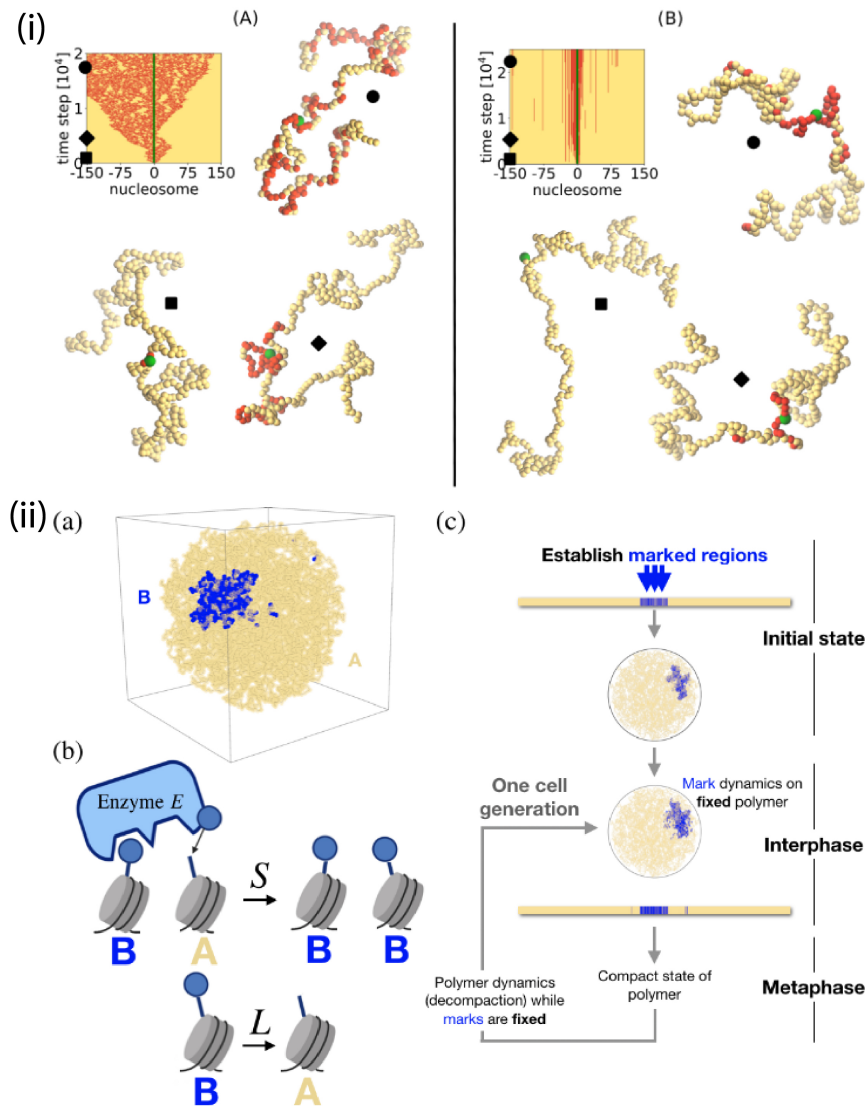 (i)
(A)
2
1
0
time step [10⁴]
-150
-75
0
75
150
nucleosome
(B)
2
1
0
time step [10⁴]
-150
-75
0
75
150
nucleosome
(ii)
(a)
B
A
(b)
Enzyme E
S
B
A
B
B
L
B
A
(c)
Establish marked regions
Initial state
One cell
generation
Mark dynamics on
fixed polymer
Interphase
Polymer dynamics
(decompaction) while
marks are fixed
Compact state of
polymer
Metaphase